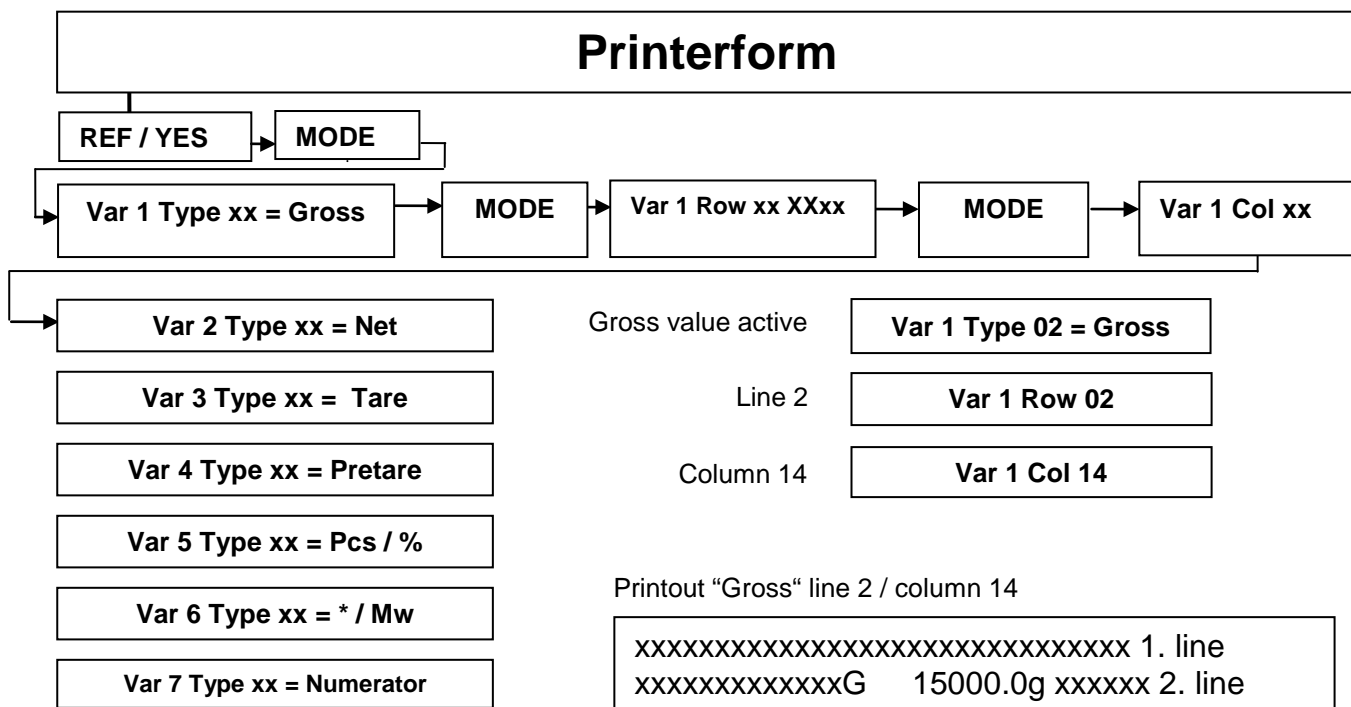 Printerform
REF / YES
MODE
Var 1 Type xx = Gross
MODE
Var 1 Row xx XXxx
MODE
Var 1 Col xx
Var 2 Type xx = Net
Var 3 Type xx = Tare
Var 4 Type xx = Pretare
Var 5 Type xx = Pcs / %
Var 6 Type xx = * / Mw
Var 7 Type xx = Numerator
Gross value active
Var 1 Type 02 = Gross
Line 2
Var 1 Row 02
Column 14
Var 1 Col 14
Printout “Gross“ line 2 / column 14
xxxxxxxxxxxxxxxxxxxxxxxxxxxxxxx 1. line
xxxxxxxxxxxxxG 15000.0g xxxxxx 2. line